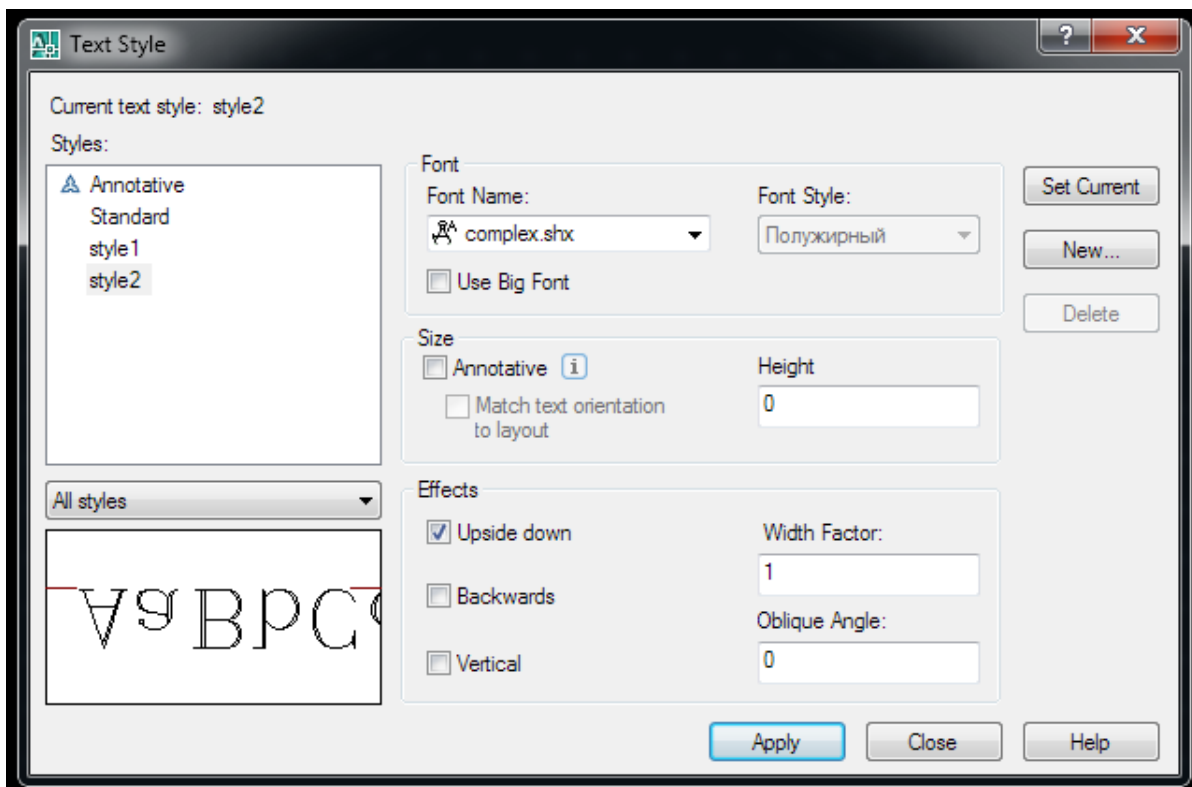 Text Style
Current text style: style2
Styles:
Annotative
Standard
style1
style2
All styles
Font
Font Name:
complex.shx
Use Big Font
Font Style:
Полужирный
Size
Annotative
Match text orientation
to layout
Height
0
Effects
Upside down
Backwards
Vertical
Width Factor:
1
Oblique Angle:
0
Set Current
New...
Delete
Apply
Close
Help
AaBbC